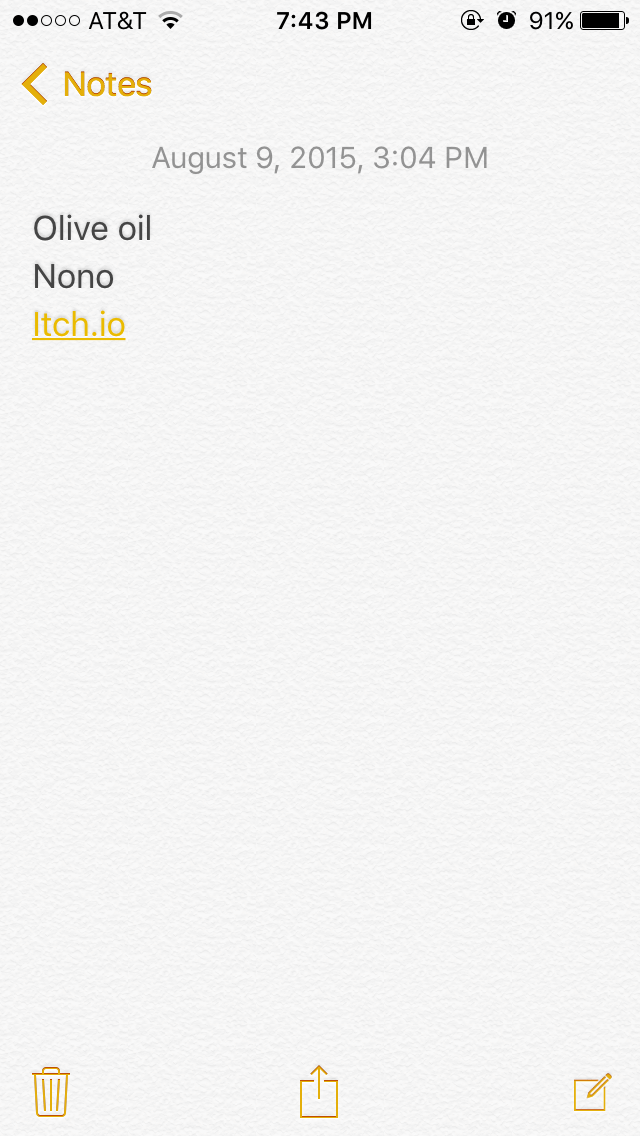 AT&T 7:43 PM 91%
Notes
August 9, 2015, 3:04 PM
Olive oil
Nono
Itch.io